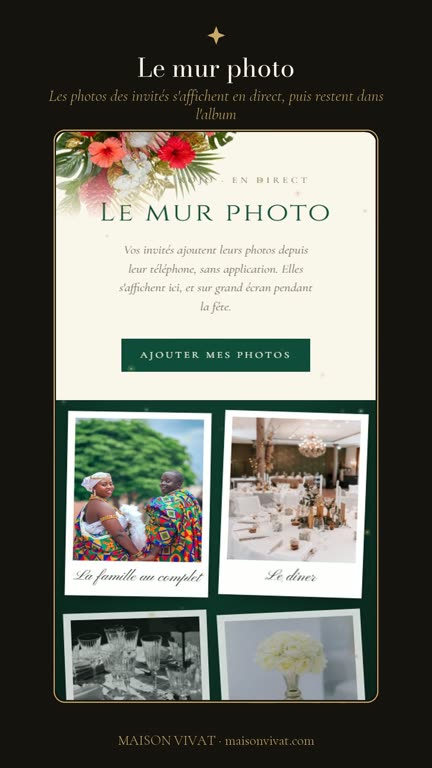 Le mur photo
Les photos des invités s'affichent en direct, puis restent dans
l'album
· EN DIRECT
LE MUR PHOTO
Vos invités ajoutent leurs photos depuis
leur téléphone, sans application. Elles
s'affichent ici, et sur grand écran pendant
la fête.
AJOUTER MES PHOTOS
La famille au complet
Le dîner
MAISON VIVAT · maisonvivat.com